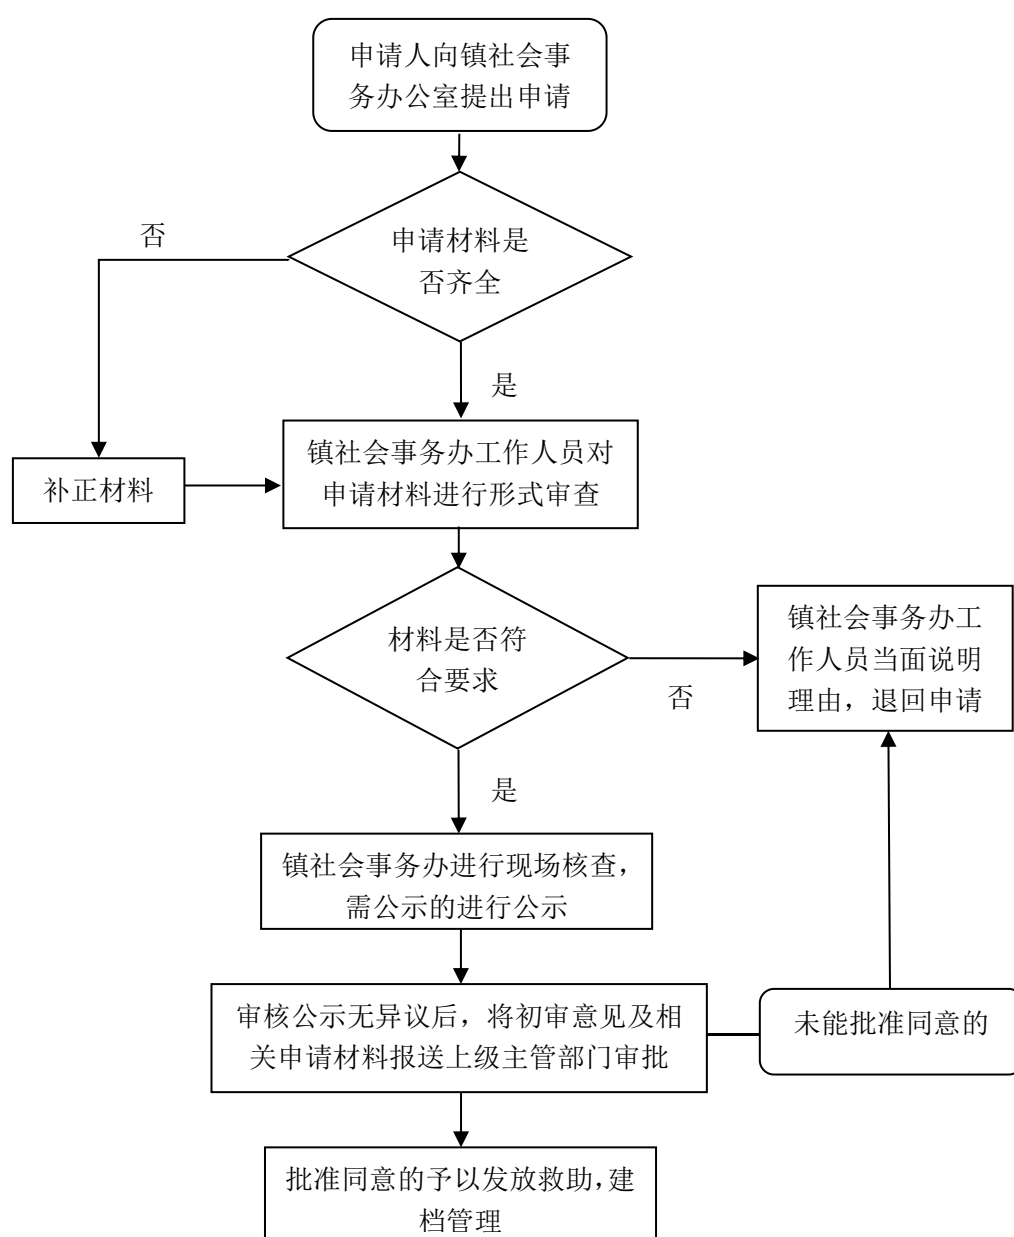 申请人向镇社会事
务办公室提出申请
否
申请材料是
否齐全
是
镇社会事务办工作人员对
申请材料进行形式审查
补正材料
材料是否符
合要求
否
镇社会事务办工
作人员当面说明
理由，退回申请
是
镇社会事务办进行现场核查，
需公示的进行公示
审核公示无异议后，将初审意见及相
关申请材料报送上级主管部门审批
未能批准同意的
批准同意的予以发放救助，建
档管理